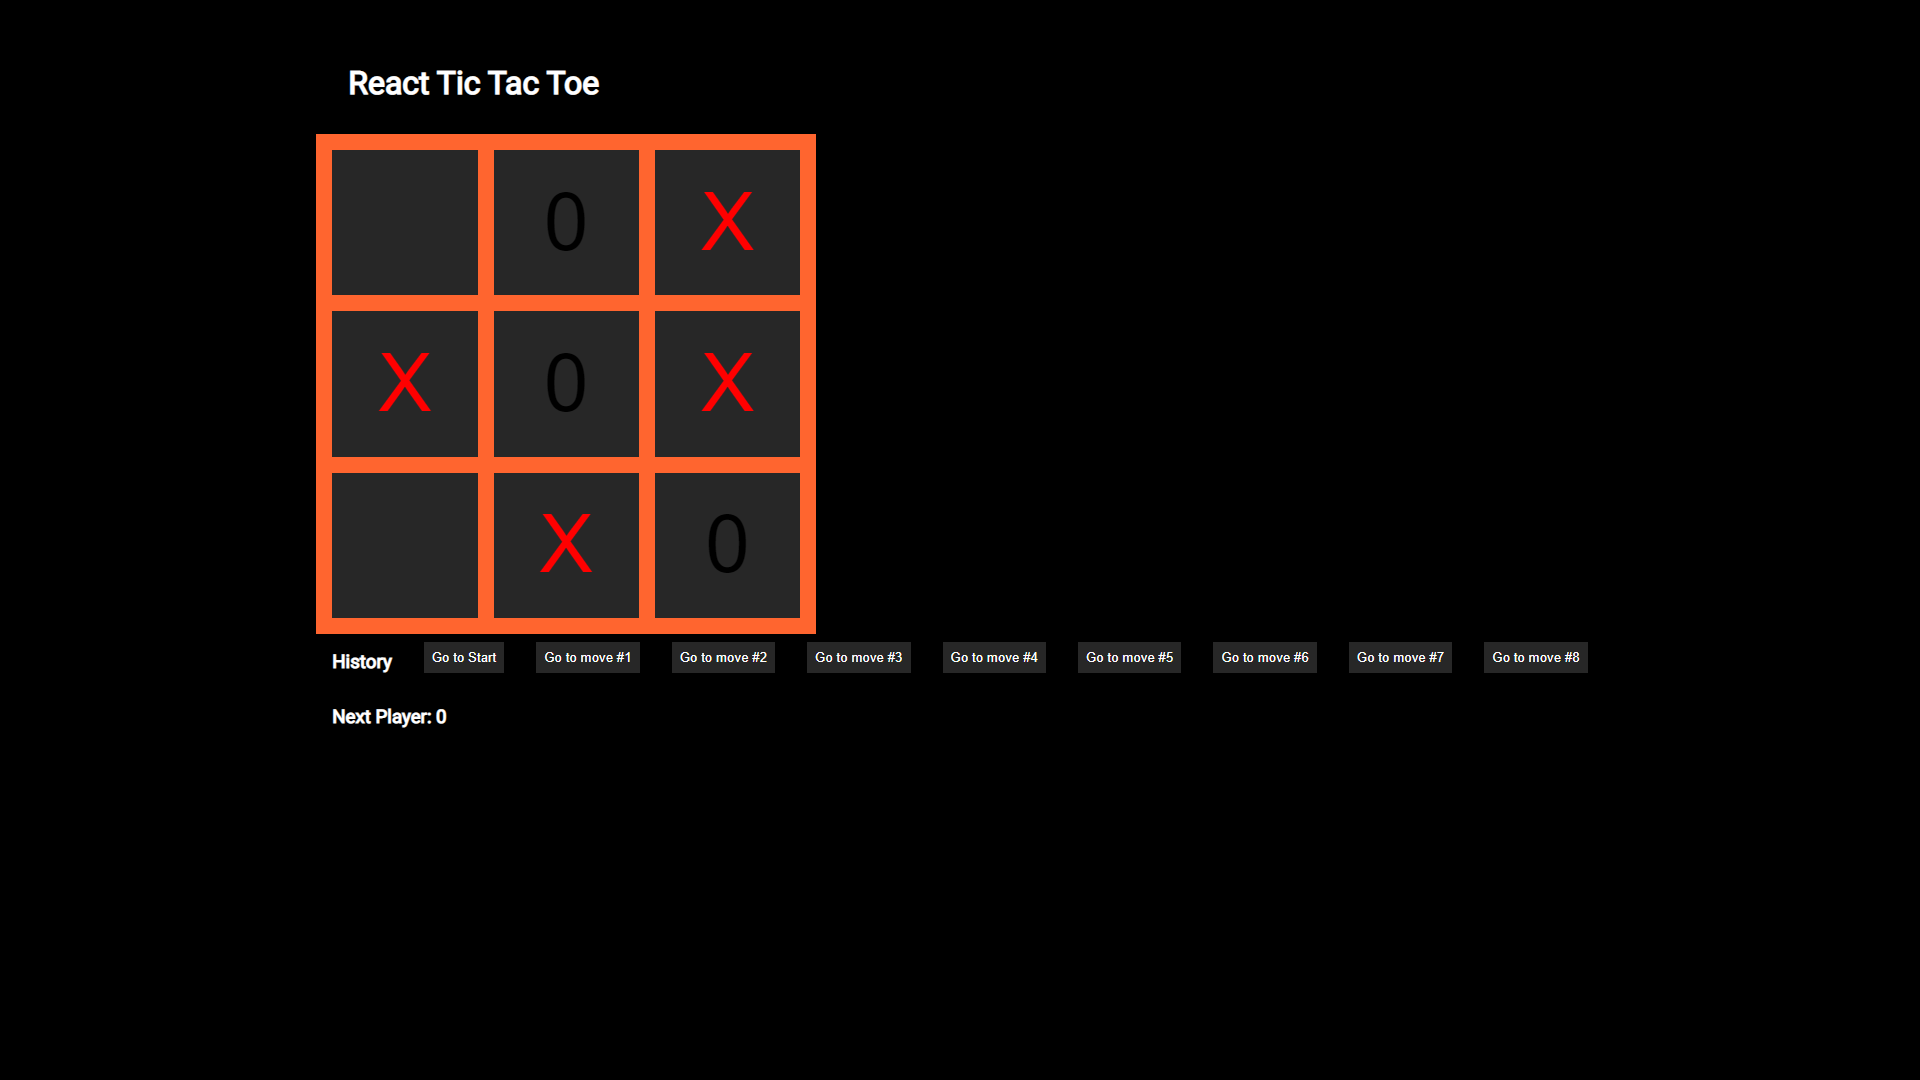 React Tic Tac Toe
0 X
X 0 X
X 0
History Go to Start Go to move #1 Go to move #2 Go to move #3 Go to move #4 Go to move #5 Go to move #6 Go to move #7 Go to move #8
Next Player: 0